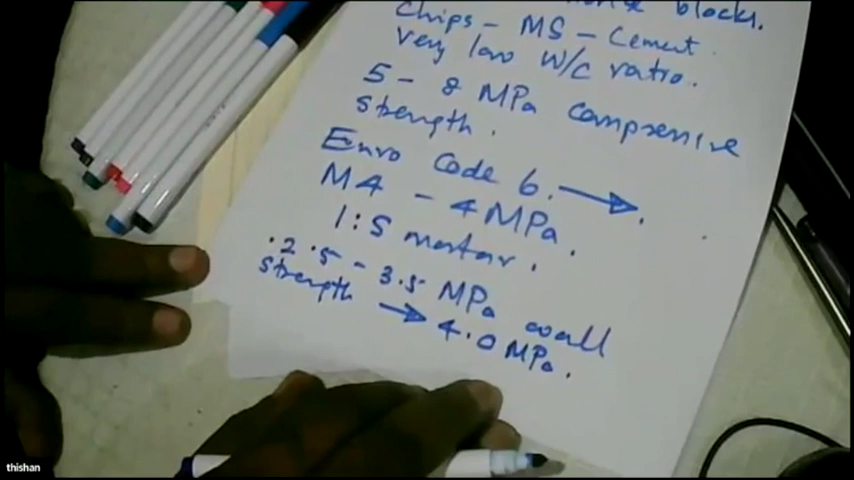 blocks.
Chips - MS - Cement.
very low W/C ratio.
5 - 8 MPa compressive
strength.
Euro Code 6. →
M4 - 4 MPa.
1:5 mortar.
2.5 - 3.5 MPa wall
strength → 4.0 MPa.
thishan